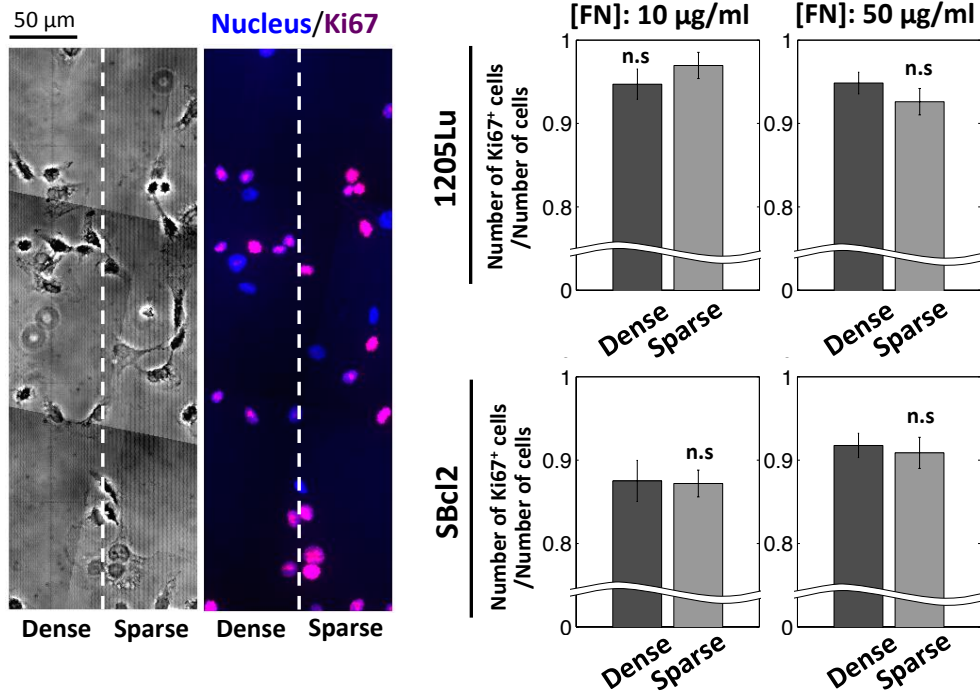 50 µm
Nucleus/Ki67
Dense Sparse
Dense Sparse
[FN]: 10 µg/ml
[FN]: 50 µg/ml
1205Lu
Number of Ki67⁺ cells
/Number of cells
1
0.9
0.8
0
n.s
Dense
Sparse
1
0.9
0.8
0
n.s
Dense
Sparse
SBcl2
Number of Ki67⁺ cells
/Number of cells
1
0.9
0.8
0
n.s
Dense
Sparse
1
0.9
0.8
0
n.s
Dense
Sparse